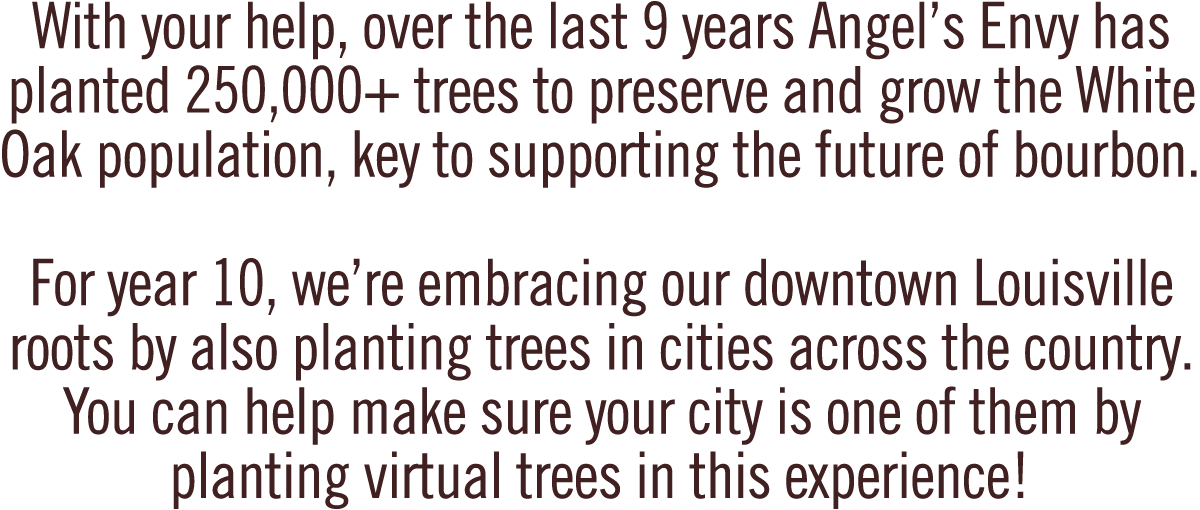 With your help, over the last 9 years Angel’s Envy has
planted 250,000+ trees to preserve and grow the White
Oak population, key to supporting the future of bourbon.
For year 10, we’re embracing our downtown Louisville
roots by also planting trees in cities across the country.
You can help make sure your city is one of them by
planting virtual trees in this experience!